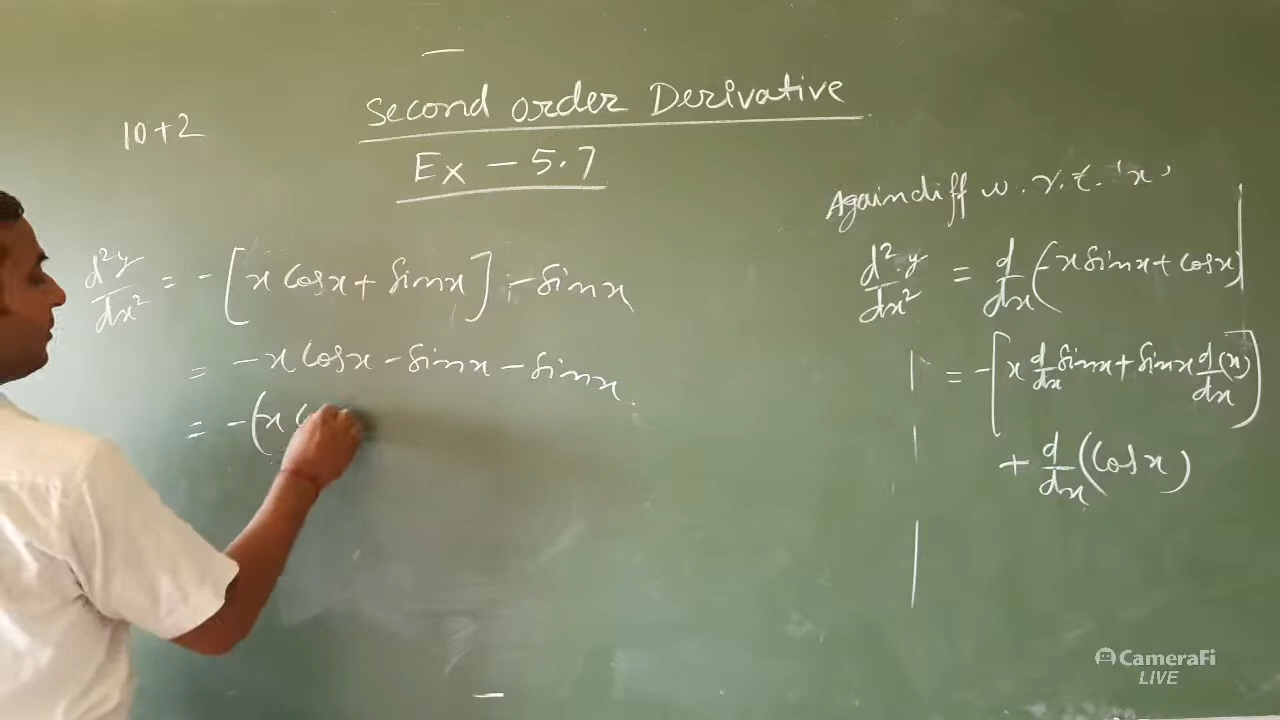 Second order Derivative
10+2
Ex - 5.7
d²y/dx² = -[x Cosx + Sinx] - Sinx
= -x Cosx - Sinx - Sinx.
= -(x C
Again diff w.r.t. 'x'
d²y/dx² = d/dx(-xSinx + Cosx)
= -[x d/dx Sinx + Sinx d(x)/dx]
+ d/dx(Cosx)
CameraFi
LIVE